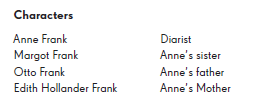 Characters
Anne Frank Diarist
Margot Frank Anne's sister
Otto Frank Anne's father
Edith Hollander Frank Anne's Mother